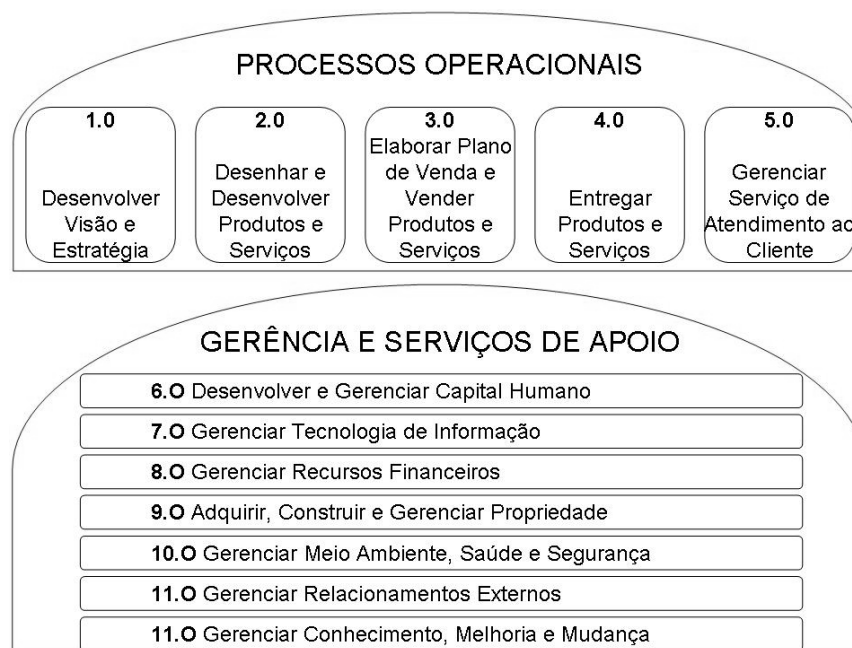 PROCESSOS OPERACIONAIS
1.0
Desenvolver
Visão e
Estratégia
2.0
Desenhar e
Desenvolver
Produtos e
Serviços
3.0
Elaborar Plano
de Venda e
Vender
Produtos e
Serviços
4.0
Entregar
Produtos e
Serviços
5.0
Gerenciar
Serviço de
Atendimento ao
Cliente
GERÊNCIA E SERVIÇOS DE APOIO
6.O Desenvolver e Gerenciar Capital Humano
7.O Gerenciar Tecnologia de Informação
8.O Gerenciar Recursos Financeiros
9.O Adquirir, Construir e Gerenciar Propriedade
10.O Gerenciar Meio Ambiente, Saúde e Segurança
11.O Gerenciar Relacionamentos Externos
11.O Gerenciar Conhecimento, Melhoria e Mudança